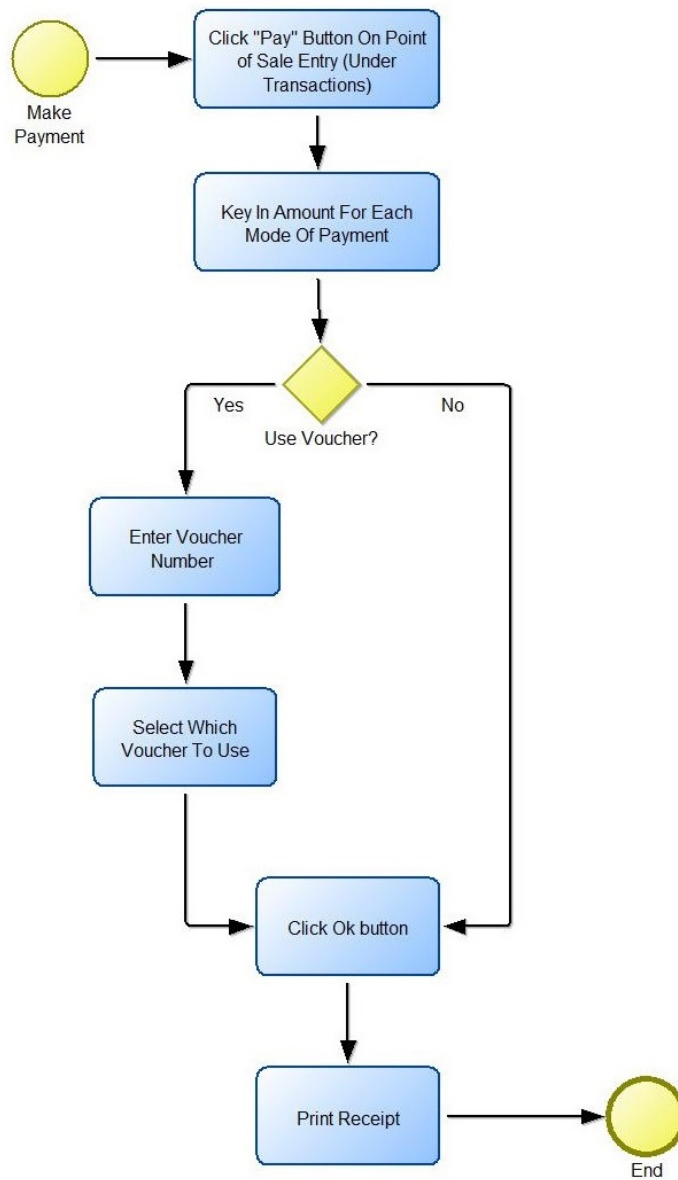 Click "Pay" Button On Point
of Sale Entry (Under
Transactions)
Make
Payment
Key In Amount For Each
Mode Of Payment
Yes
No
Use Voucher?
Enter Voucher
Number
Select Which
Voucher To Use
Click Ok button
Print Receipt
End